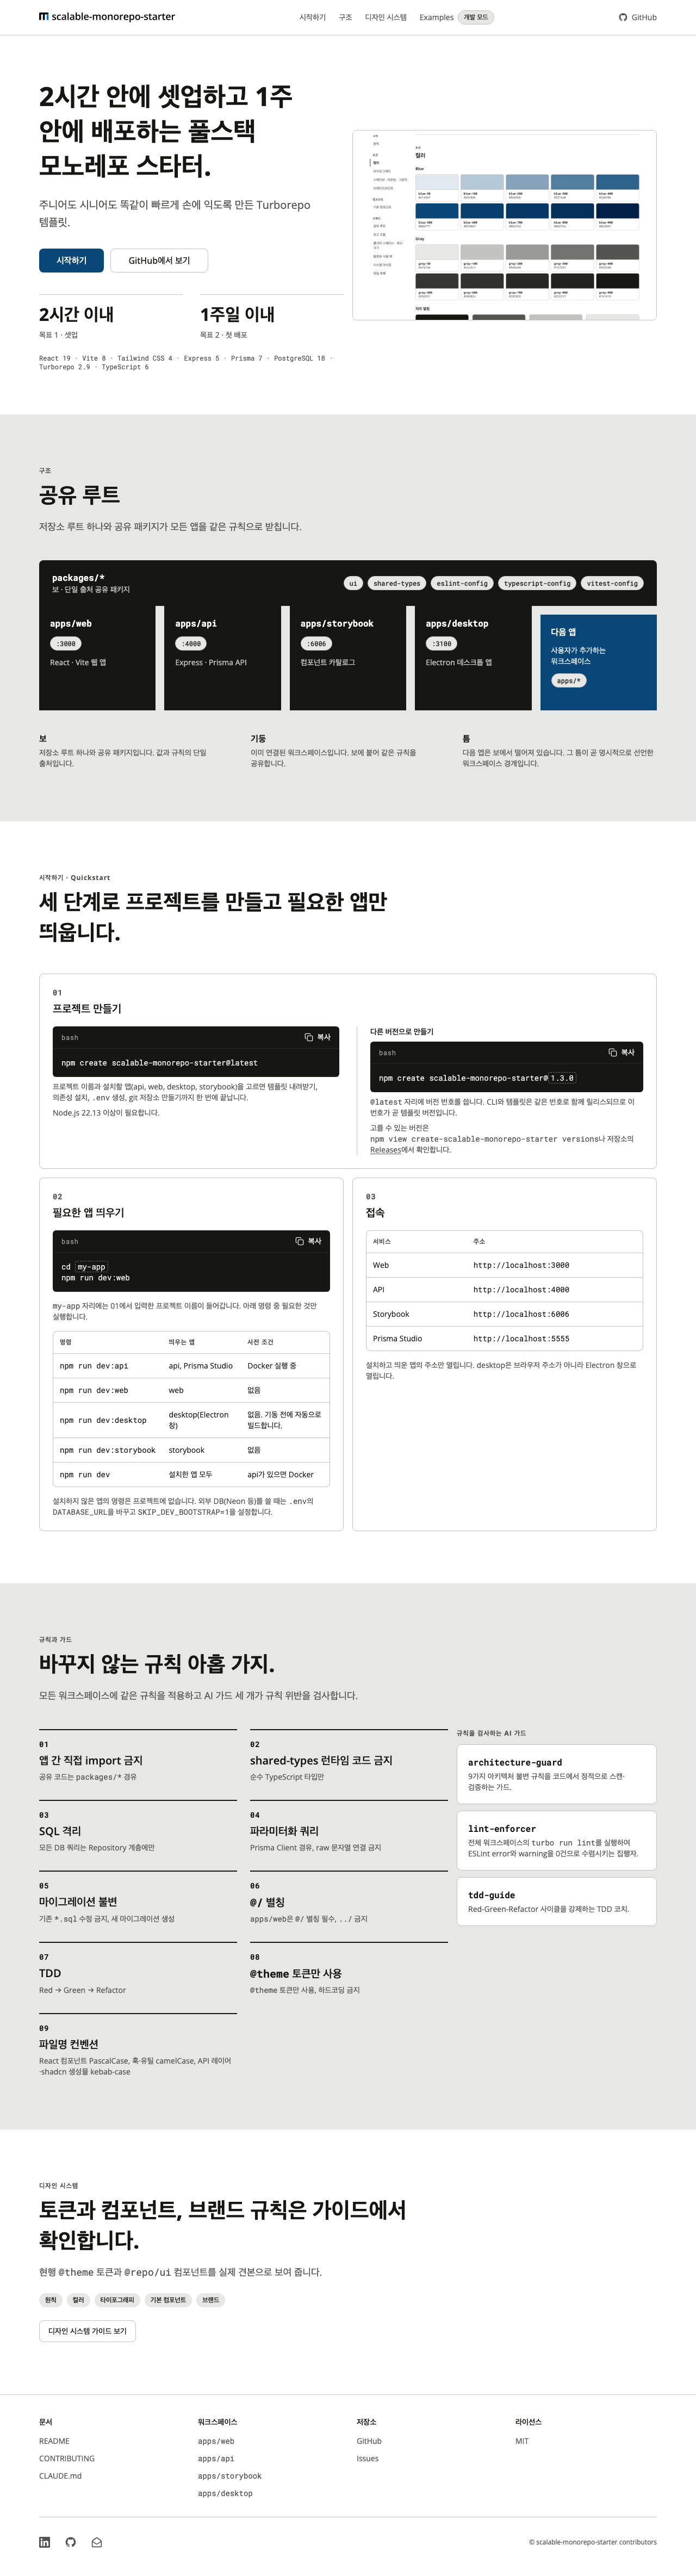 scalable-monorepo-starter
시작하기 구조 디자인 시스템 Examples 개발 모드
GitHub
2시간 안에 셋업하고 1주
안에 배포하는 풀스택
모노레포 스타터.
주니어도 시니어도 똑같이 빠르게 손에 익도록 만든 Turborepo
템플릿.
시작하기
GitHub에서 보기
2시간 이내
목표 1 · 셋업
1주일 이내
목표 2 · 첫 배포
React 19 · Vite 8 · Tailwind CSS 4 · Express 5 · Prisma 7 · PostgreSQL 18 ·
Turborepo 2.9 · TypeScript 6
컬러
Blue
Gray
구조
공유 루트
저장소 루트 하나와 공유 패키지가 모든 앱을 같은 규칙으로 받칩니다.
packages/*
보 · 단일 출처 공유 패키지
ui shared-types eslint-config typescript-config vitest-config
apps/web
:3000
React · Vite 웹 앱
apps/api
:4000
Express · Prisma API
apps/storybook
:6006
컴포넌트 카탈로그
apps/desktop
:3100
Electron 데스크톱 앱
다음 앱
사용자가 추가하는
워크스페이스
apps/*
보
저장소 루트 하나와 공유 패키지입니다. 값과 규칙의 단일
출처입니다.
기둥
이미 연결된 워크스페이스입니다. 보에 붙어 같은 규칙을
공유합니다.
틈
다음 앱은 보에서 떨어져 있습니다. 그 틈이 곧 명시적으로 선언한
워크스페이스 경계입니다.
시작하기 · Quickstart
세 단계로 프로젝트를 만들고 필요한 앱만
띄웁니다.
01
프로젝트 만들기
bash 복사
npm create scalable-monorepo-starter@latest
프로젝트 이름과 설치할 앱(api, web, desktop, storybook)을 고르면 템플릿 내려받기,
의존성 설치, .env 생성, git 저장소 만들기까지 한 번에 끝납니다.
Node.js 22.13 이상이 필요합니다.
다른 버전으로 만들기
bash 복사
npm create scalable-monorepo-starter@1.3.0
@latest 자리에 버전 번호를 씁니다. CLI와 템플릿은 같은 번호로 함께 릴리스되므로 이
번호가 곧 템플릿 버전입니다.
고를 수 있는 버전은
npm view create-scalable-monorepo-starter versions나 저장소의
Releases에서 확인합니다.
02
필요한 앱 띄우기
bash 복사
cd my-app
npm run dev:web
my-app 자리에는 01에서 입력한 프로젝트 이름이 들어갑니다. 아래 명령 중 필요한 것만
실행합니다.
명령 띄우는 앱 사전 조건
npm run dev:api api, Prisma Studio Docker 실행 중
npm run dev:web web 없음
npm run dev:desktop desktop(Electron 창) 없음. 기동 전에 자동으로 빌드합니다.
npm run dev:storybook storybook 없음
npm run dev 설치한 앱 모두 api가 있으면 Docker
설치하지 않은 앱의 명령은 프로젝트에 없습니다. 외부 DB(Neon 등)를 쓸 때는 .env의
DATABASE_URL을 바꾸고 SKIP_DEV_BOOTSTRAP=1을 설정합니다.
03
접속
서비스 주소
Web http://localhost:3000
API http://localhost:4000
Storybook http://localhost:6006
Prisma Studio http://localhost:5555
설치하고 띄운 앱의 주소만 열립니다. desktop은 브라우저 주소가 아니라 Electron 창으로
열립니다.
규칙과 가드
바꾸지 않는 규칙 아홉 가지.
모든 워크스페이스에 같은 규칙을 적용하고 AI 가드 세 개가 규칙 위반을 검사합니다.
01
앱 간 직접 import 금지
공유 코드는 packages/* 경유
02
shared-types 런타임 코드 금지
순수 TypeScript 타입만
03
SQL 격리
모든 DB 쿼리는 Repository 계층에만
04
파라미터화 쿼리
Prisma Client 경유, raw 문자열 연결 금지
05
마이그레이션 불변
기존 *.sql 수정 금지, 새 마이그레이션 생성
06
@/ 별칭
apps/web은 @/ 별칭 필수, ../ 금지
07
TDD
Red → Green → Refactor
08
@theme 토큰만 사용
@theme 토큰만 사용, 하드코딩 금지
09
파일명 컨벤션
React 컴포넌트 PascalCase, 훅·유틸 camelCase, API 레이어
·shadcn 생성물 kebab-case
규칙을 검사하는 AI 가드
architecture-guard
9가지 아키텍처 불변 규칙을 코드에서 정적으로 스캔·
검증하는 가드.
lint-enforcer
전체 워크스페이스의 turbo run lint를 실행하여
ESLint error와 warning을 0건으로 수렴시키는 집행자.
tdd-guide
Red-Green-Refactor 사이클을 강제하는 TDD 코치.
디자인 시스템
토큰과 컴포넌트, 브랜드 규칙은 가이드에서
확인합니다.
현행 @theme 토큰과 @repo/ui 컴포넌트를 실제 견본으로 보여 줍니다.
원칙 컬러 타이포그래피 기본 컴포넌트 브랜드
디자인 시스템 가이드 보기
문서
README
CONTRIBUTING
CLAUDE.md
워크스페이스
apps/web
apps/api
apps/storybook
apps/desktop
저장소
GitHub
Issues
라이선스
MIT
© scalable-monorepo-starter contributors